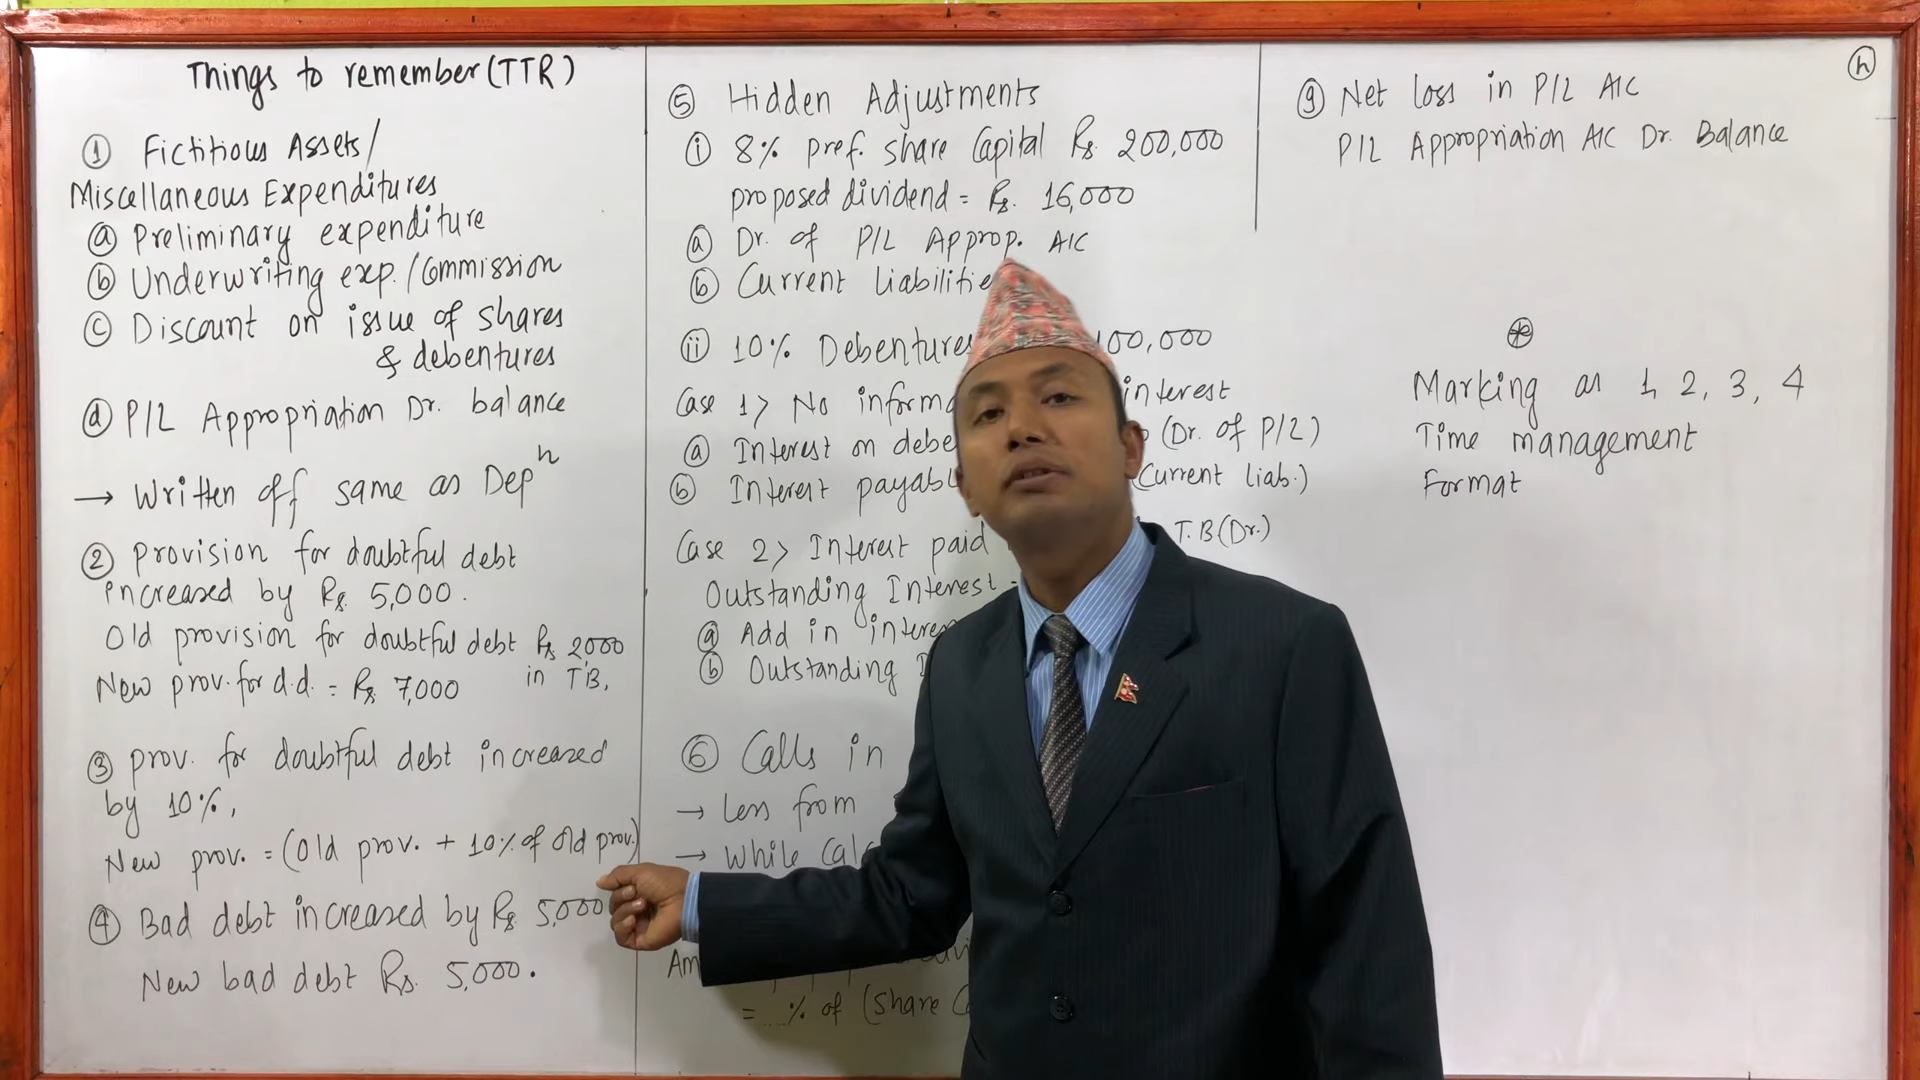 Things to remember (TTR)
① Fictitious Assets/
Miscellaneous Expenditures
ⓐ Preliminary expenditure
ⓑ Underwriting exp./Commission
ⓒ Discount on issue of shares
& debentures
ⓓ P/L Appropriation Dr. balance
→ Written off same as Depⁿ
② Provision for doubtful debt
increased by Rs. 5,000.
Old provision for doubtful debt Rs 2000
in T.B.
New prov. for d.d. = Rs 7,000
③ Prov. for doubtful debt increased
by 10%,
New prov. = (Old prov. + 10% of old prov.)
④ Bad debt increased by Rs 5,000
New bad debt Rs. 5,000.
⑤ Hidden Adjustments
ⓘ 8% pref. share Capital Rs. 200,000
proposed dividend = Rs. 16,000
ⓐ Dr. of P/L Approp. A/C
ⓑ Current Liabilitie
ⓘⓘ 10% Debentures 100,000
Case 1> No interest
ⓐ Interest on (Dr. of P/L)
ⓑ Interest (Current liab.)
Case 2> Interest paid T.B (Dr.)
Outstanding Interest
ⓐ Add in
ⓑ Outstanding
⑥ Calls in
→ Less from
→ While
= ....% of (Share
⑨ Net loss in P/L A/C
P/L Appropriation A/C Dr. Balance
ⓗ
Marking as 1, 2, 3, 4
Time management
Format